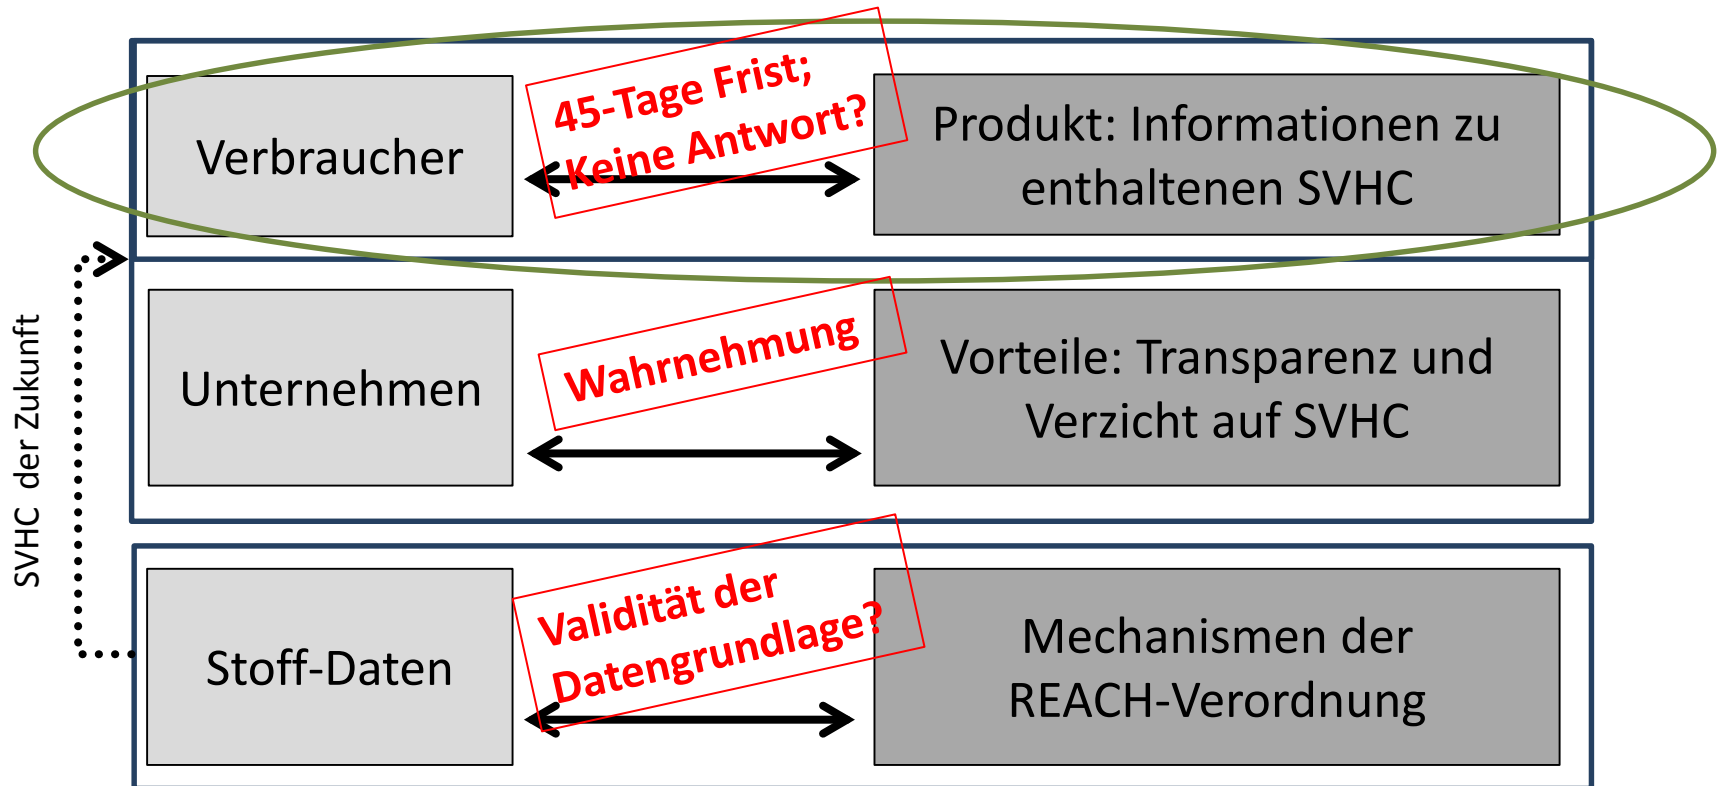 Verbraucher
45-Tage Frist;
Keine Antwort?
Produkt: Informationen zu
enthaltenen SVHC
Unternehmen
Wahrnehmung
Vorteile: Transparenz und
Verzicht auf SVHC
SVHC der Zukunft
Stoff-Daten
Validität der
Datengrundlage?
Mechanismen der
REACH-Verordnung